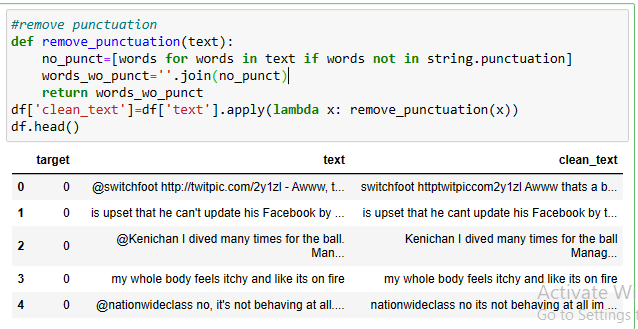 #remove punctuation
def remove_punctuation(text):
no_punct=[words for words in text if words not in string.punctuation]
words_wo_punct=''.join(no_punct)
return words_wo_punct
df['clean_text']=df['text'].apply(lambda x: remove_punctuation(x))
df.head()
target text clean_text
0 0 @switchfoot http://twitpic.com/2y1zl - Awww, t... switchfoot httptwitpiccom2y1zl Awww thats a b...
1 0 is upset that he can't update his Facebook by ... is upset that he cant update his Facebook by t...
2 0 @Kenichan I dived many times for the ball. Man... Kenichan I dived many times for the ball Manag...
3 0 my whole body feels itchy and like its on fire my whole body feels itchy and like its on fire
4 0 @nationwideclass no, it's not behaving at all.... nationwideclass no its not behaving at all im ...
Activate W
Go to Settings t